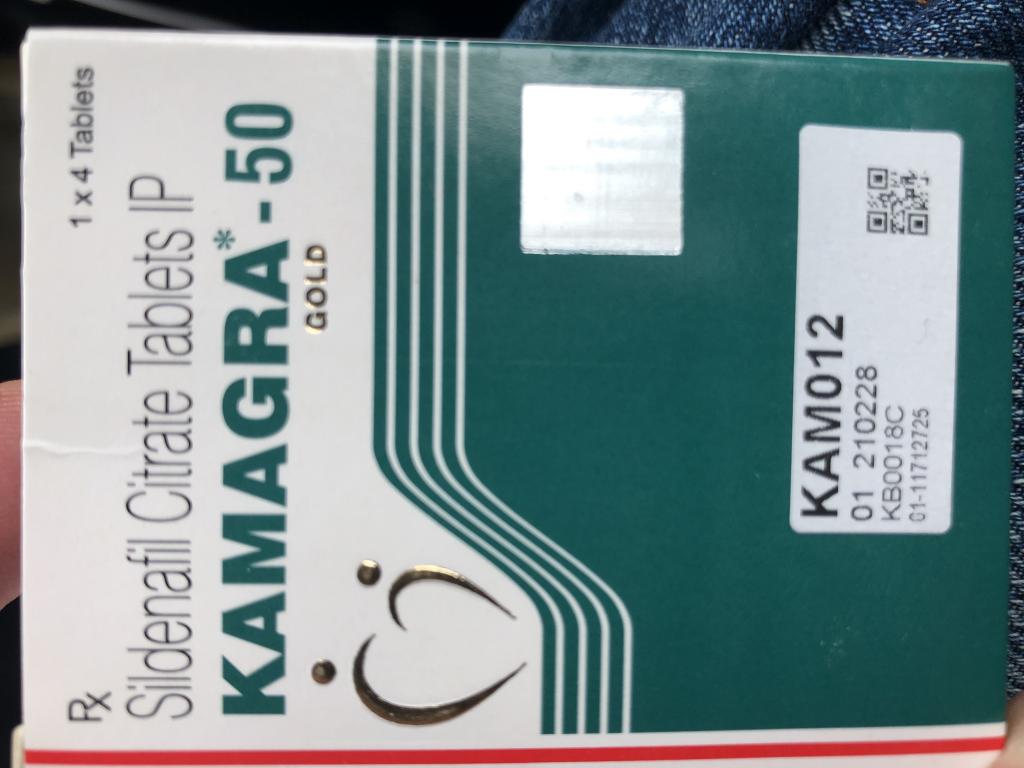 1 x 4 Tablets
Rx
Sildenafil Citrate Tablets IP
KAMAGRA* - 50
GOLD
KAM012
01 210228
KB0018C
01-11712725